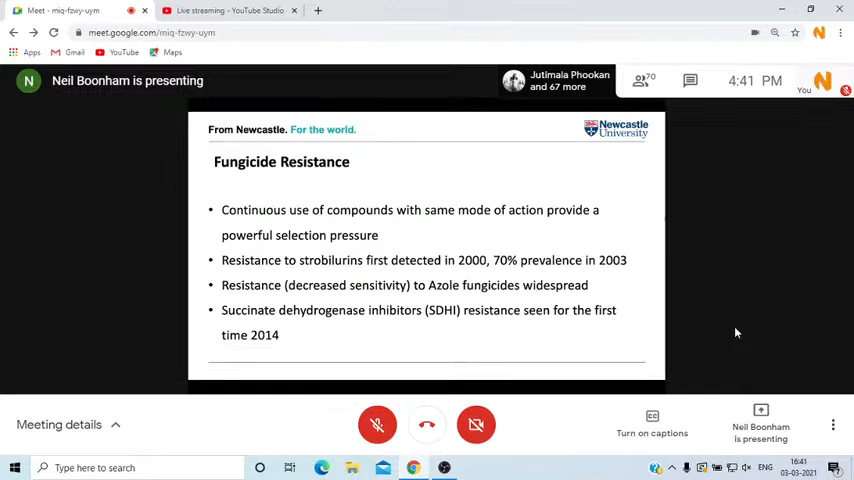 Meet - miq-fzwy-uym
Live streaming - YouTube Studio
meet.google.com/miq-fzwy-uym
Apps
Gmail
YouTube
Maps
N
Neil Boonham is presenting
Jutimala Phookan
and 67 more
70
4:41 PM
You
From Newcastle. For the world.
Newcastle
University
Fungicide Resistance
• Continuous use of compounds with same mode of action provide a
powerful selection pressure
• Resistance to strobilurins first detected in 2000, 70% prevalence in 2003
• Resistance (decreased sensitivity) to Azole fungicides widespread
• Succinate dehydrogenase inhibitors (SDHI) resistance seen for the first
time 2014
Meeting details
Turn on captions
Neil Boonham
is presenting
Type here to search
ENG
16:41
03-03-2021